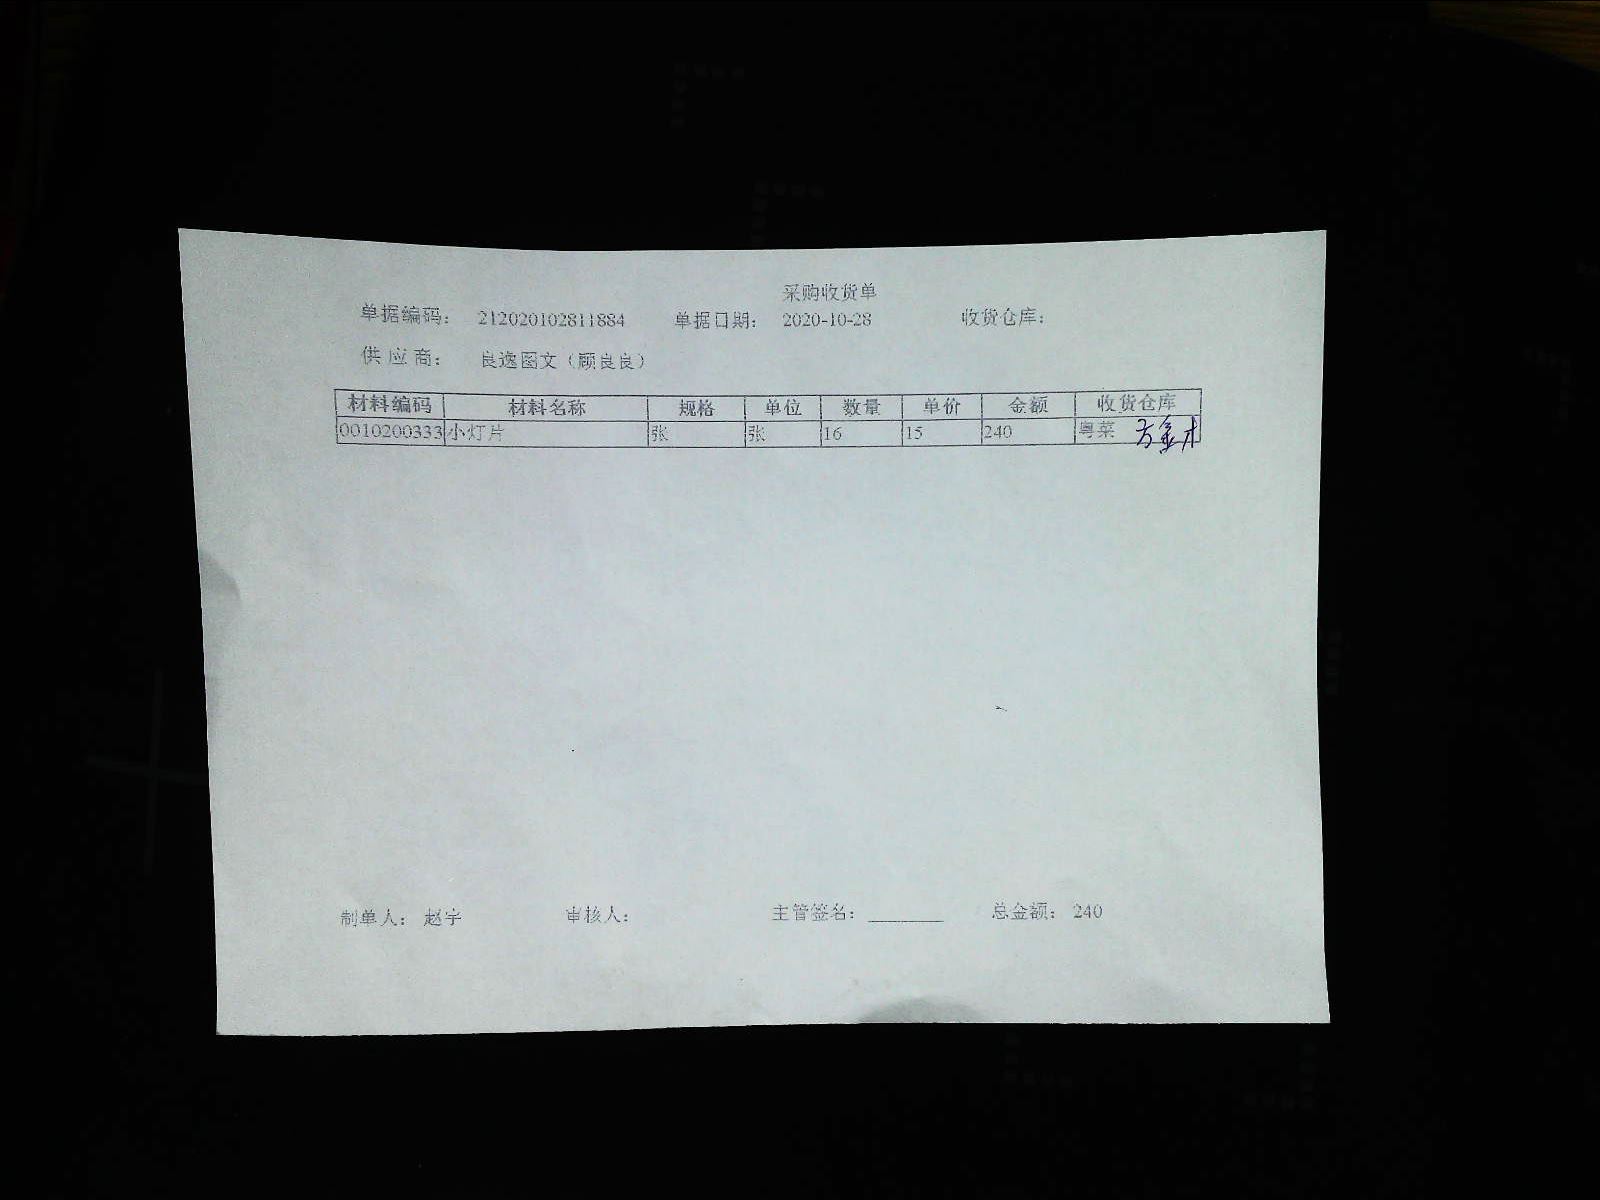 采购收货单
单据编码： 212020102811884 单据日期： 2020-10-28 收货仓库：
供 应 商： 良逸图文（顾良良）
材料编码 材料名称 规格 单位 数量 单价 金额 收货仓库
0010200333 小灯片 张 张 16 15 240 粤菜
制单人： 赵宇 审核人： 主管签名： ________ 总金额： 240